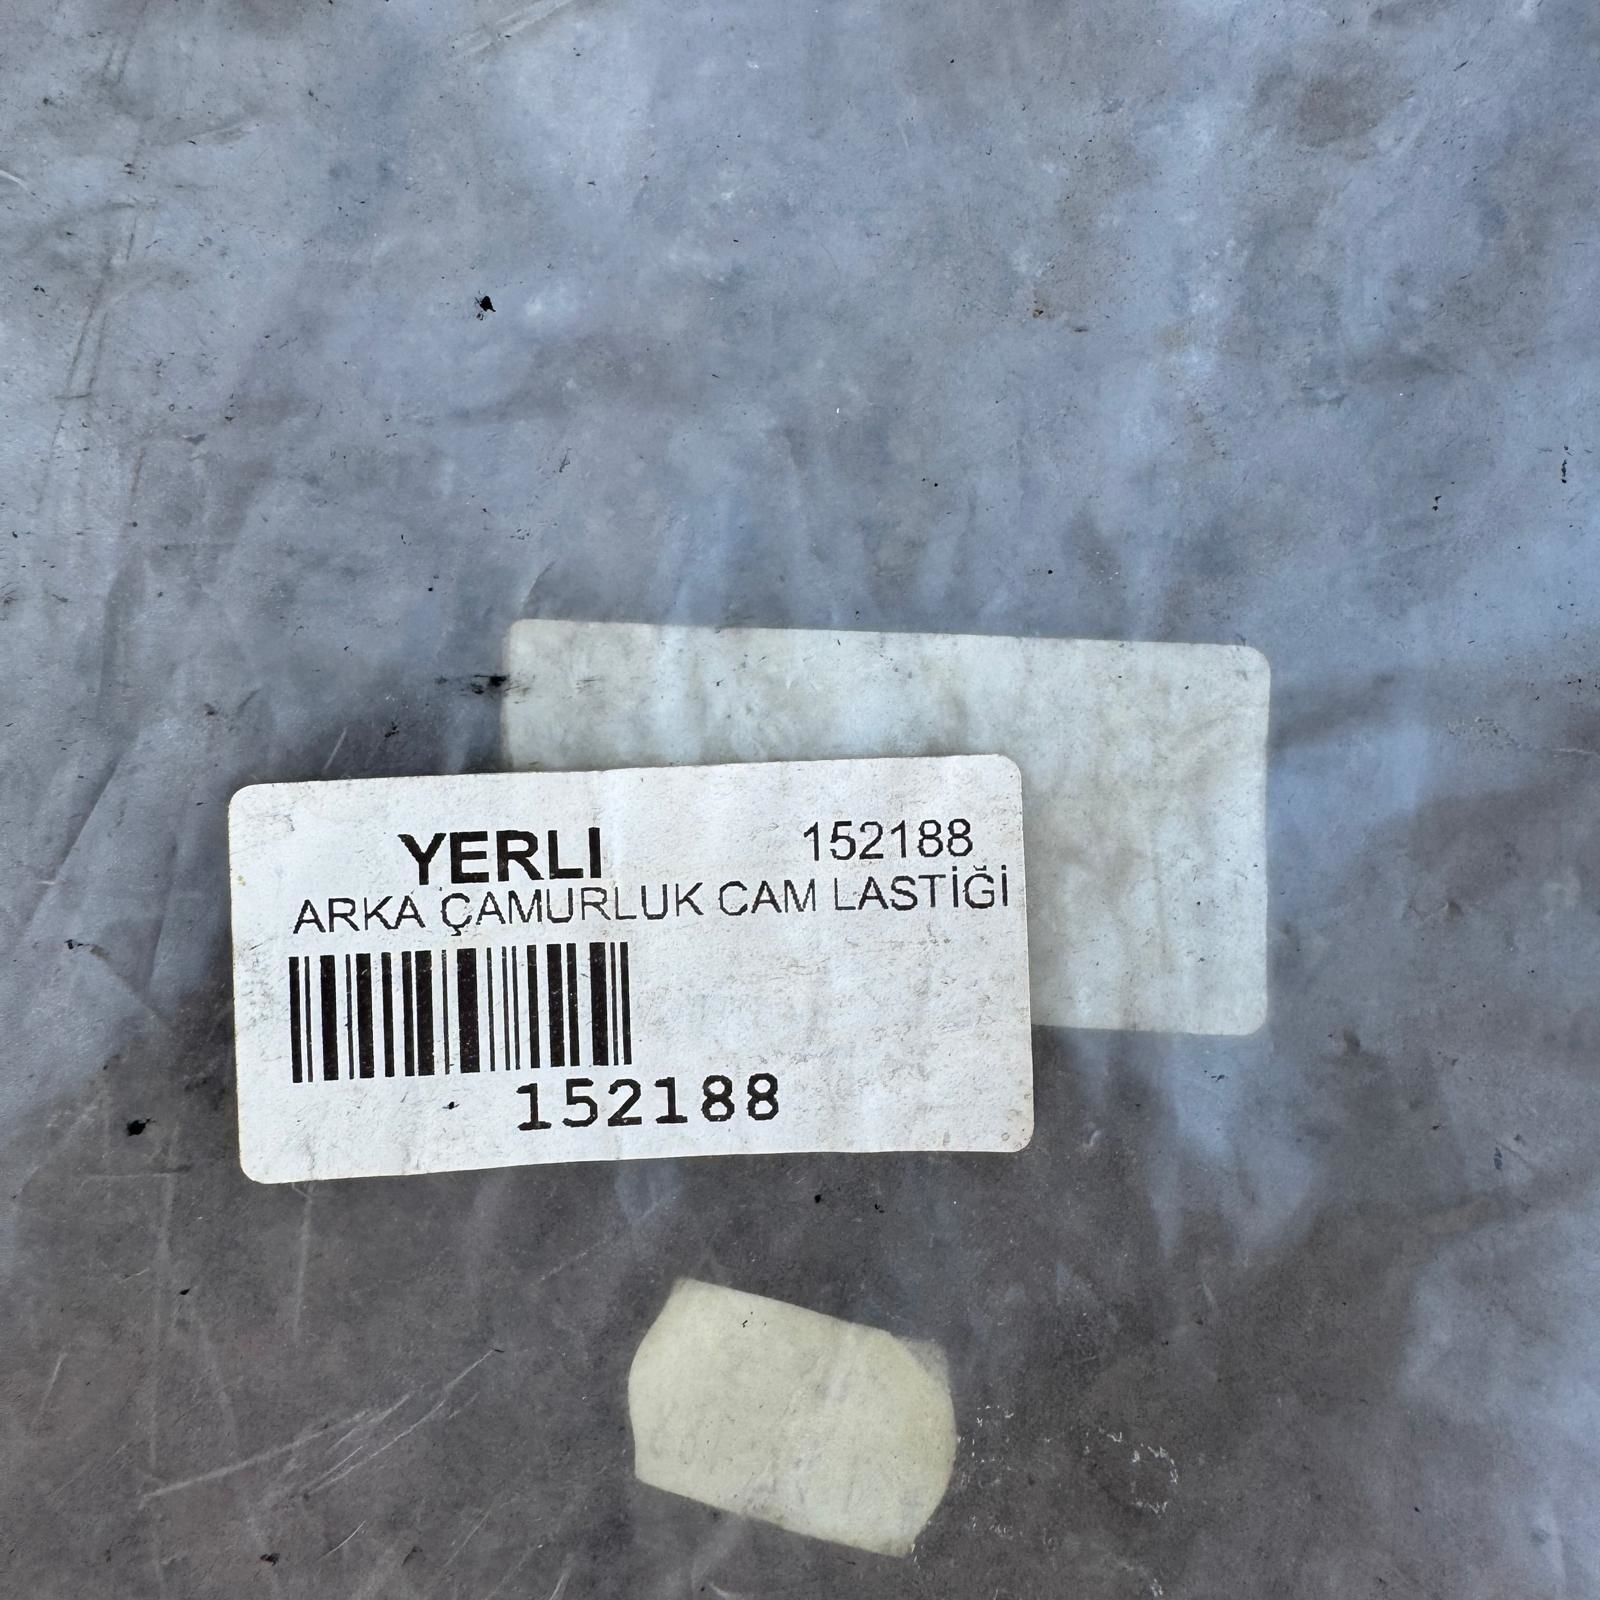 YERLI 152188
ARKA ÇAMURLUK CAM LASTİĞİ
152188